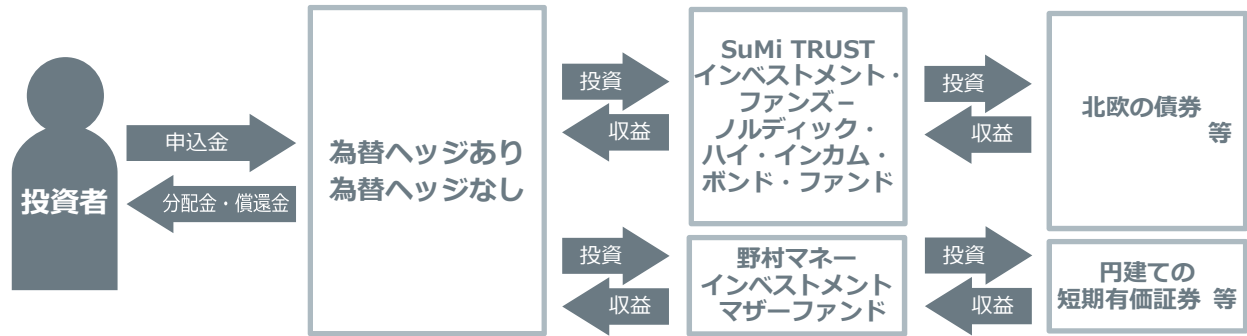 投資者
申込金
分配金・償還金
為替ヘッジあり
為替ヘッジなし
投資
収益
SuMi TRUST
インベストメント・
ファンズ－
ノルディック・
ハイ・インカム・
ボンド・ファンド
投資
収益
北欧の債券
等
投資
収益
野村マネー
インベストメント
マザーファンド
投資
収益
円建ての
短期有価証券 等